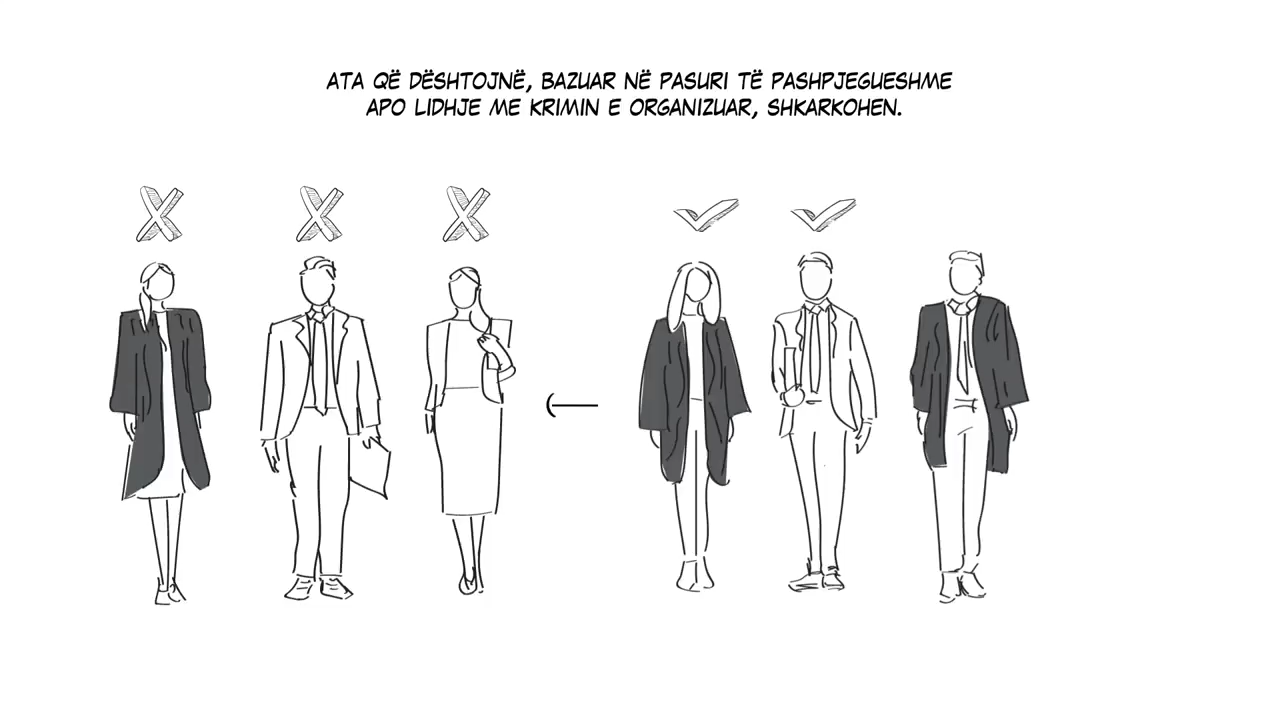 ATA QË DËSHTOJNË, BAZUAR NË PASURI TË PASHPJEGUESHME
APO LIDHJE ME KRIMIN E ORGANIZUAR, SHKARKOHEN.